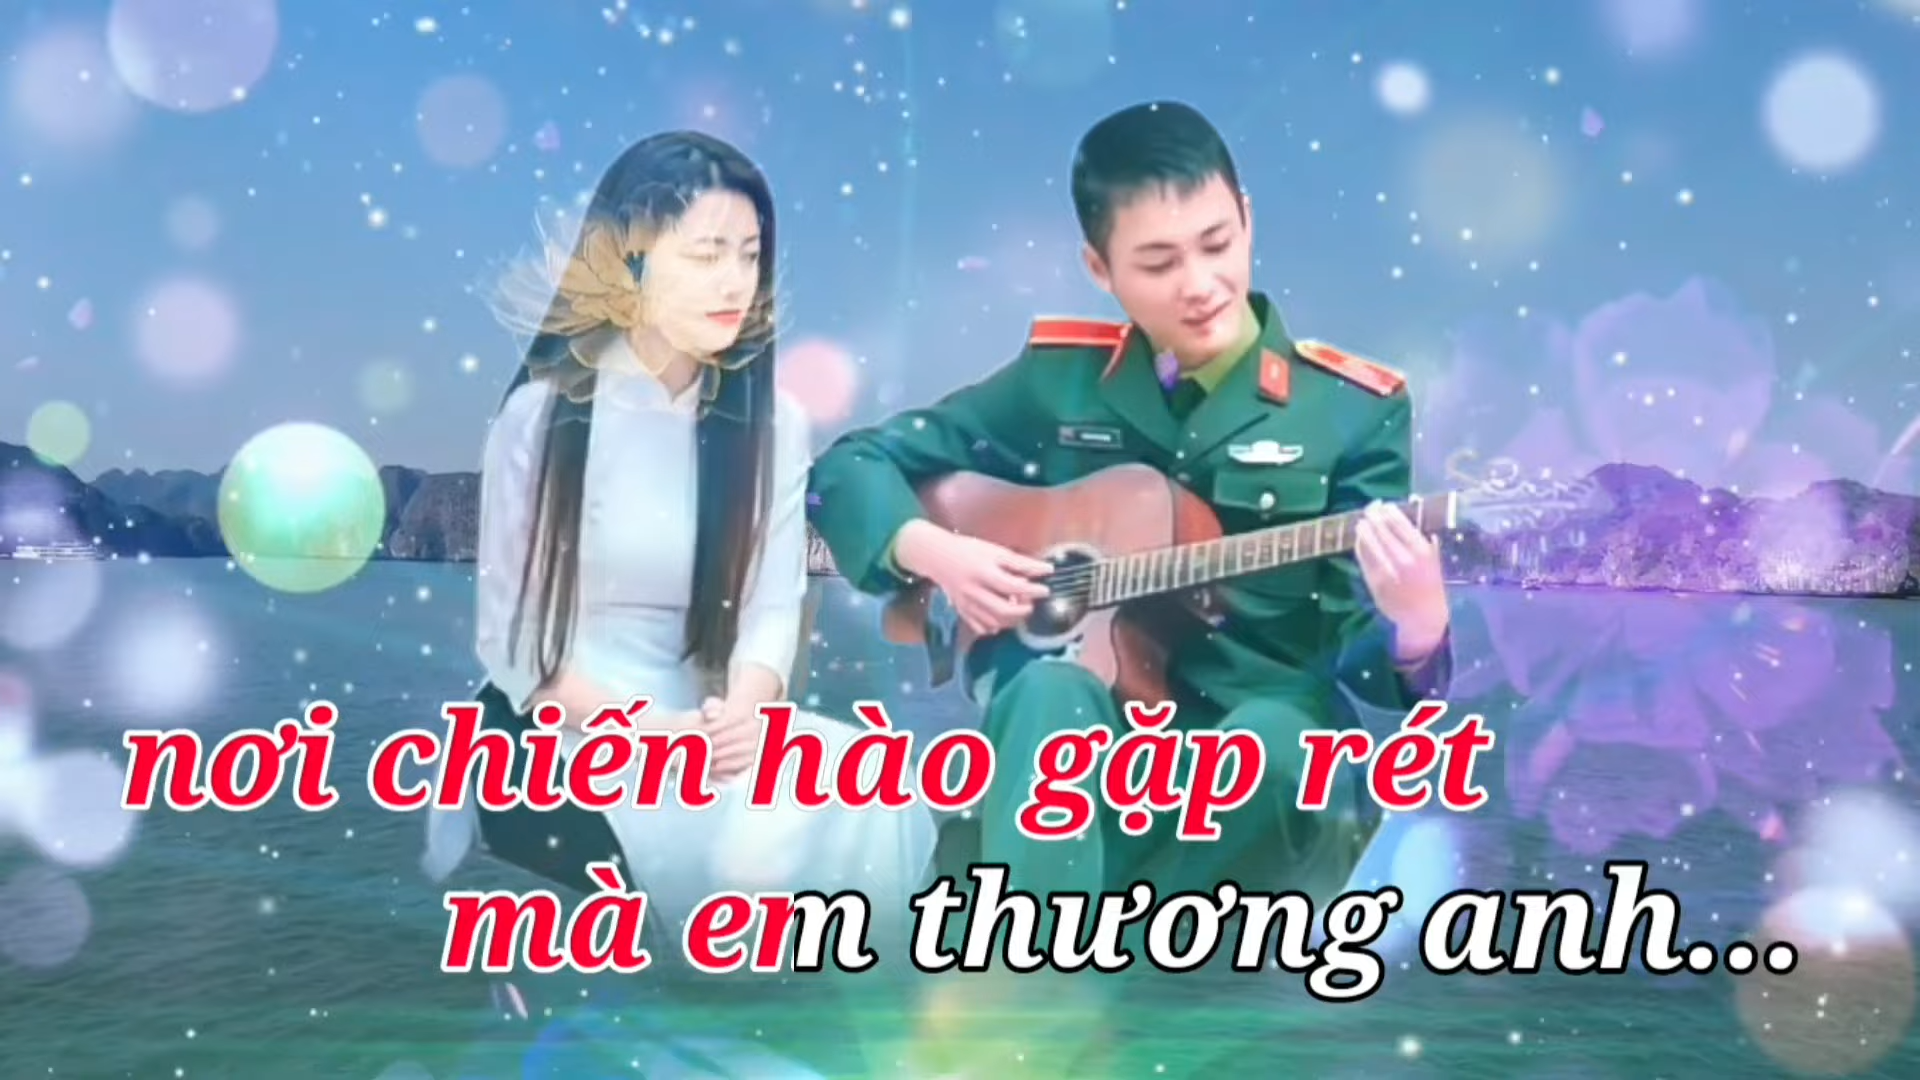 nơi chiến hào gặp rét
mà em thương anh...